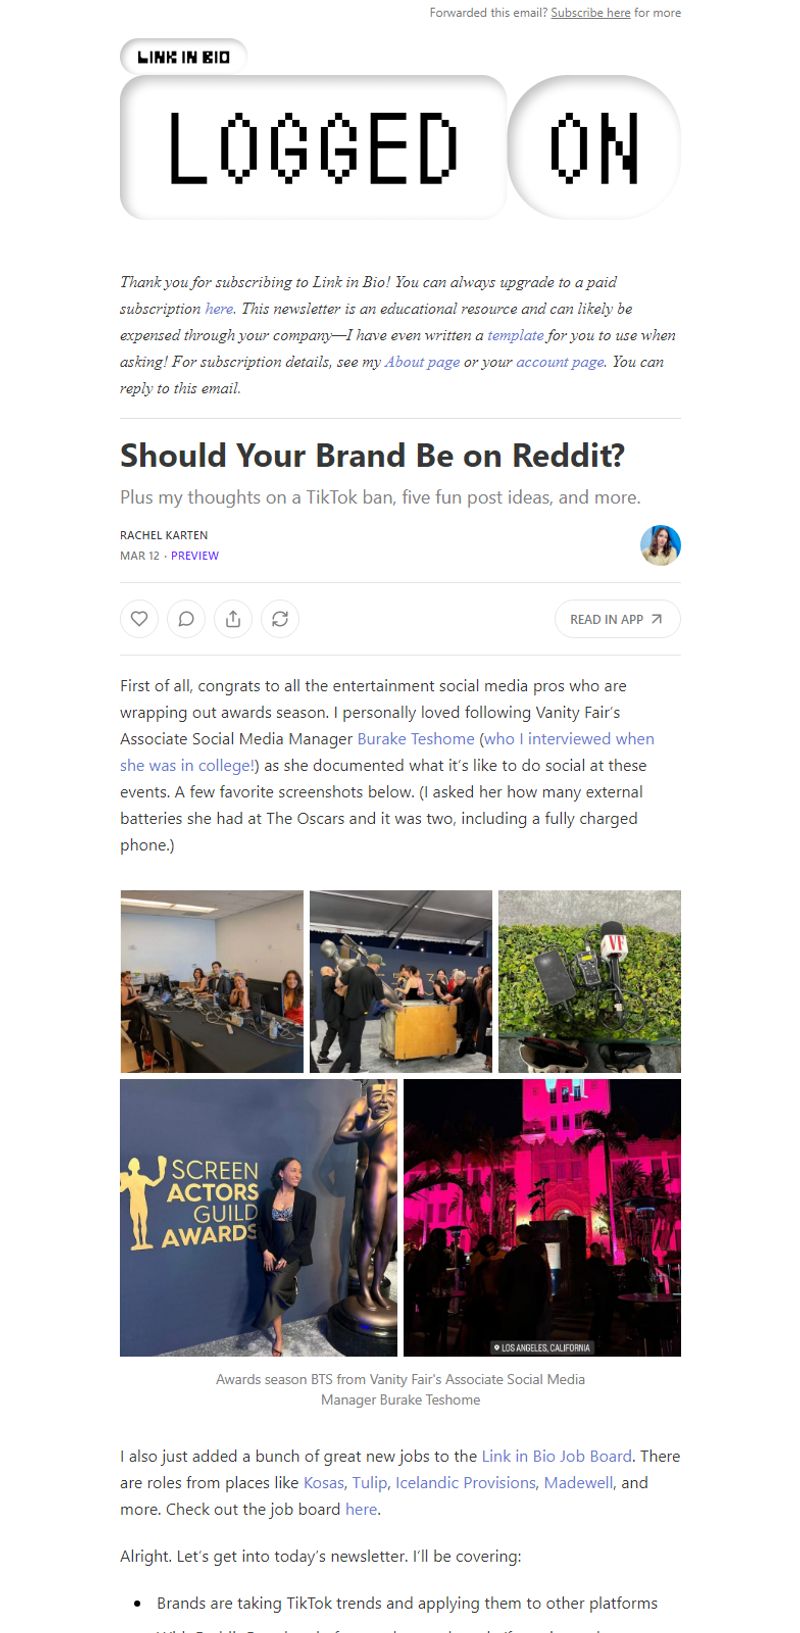 Forwarded this email? Subscribe here for more
LINK IN BIO
LOGGED ON
Thank you for subscribing to Link in Bio! You can always upgrade to a paid
subscription here. This newsletter is an educational resource and can likely be
expensed through your company—I have even written a template for you to use when
asking! For subscription details, see my About page or your account page. You can
reply to this email.
Should Your Brand Be on Reddit?
Plus my thoughts on a TikTok ban, five fun post ideas, and more.
RACHEL KARTEN
MAR 12 · PREVIEW
READ IN APP
First of all, congrats to all the entertainment social media pros who are
wrapping out awards season. I personally loved following Vanity Fair's
Associate Social Media Manager Burake Teshome (who I interviewed when
she was in college!) as she documented what it's like to do social at these
events. A few favorite screenshots below. (I asked her how many external
batteries she had at The Oscars and it was two, including a fully charged
phone.)
VF
SCREEN
ACTORS
GUILD
AWARDS
LOS ANGELES, CALIFORNIA
Awards season BTS from Vanity Fair's Associate Social Media
Manager Burake Teshome
I also just added a bunch of great new jobs to the Link in Bio Job Board. There
are roles from places like Kosas, Tulip, Icelandic Provisions, Madewell, and
more. Check out the job board here.
Alright. Let's get into today's newsletter. I'll be covering:
• Brands are taking TikTok trends and applying them to other platforms